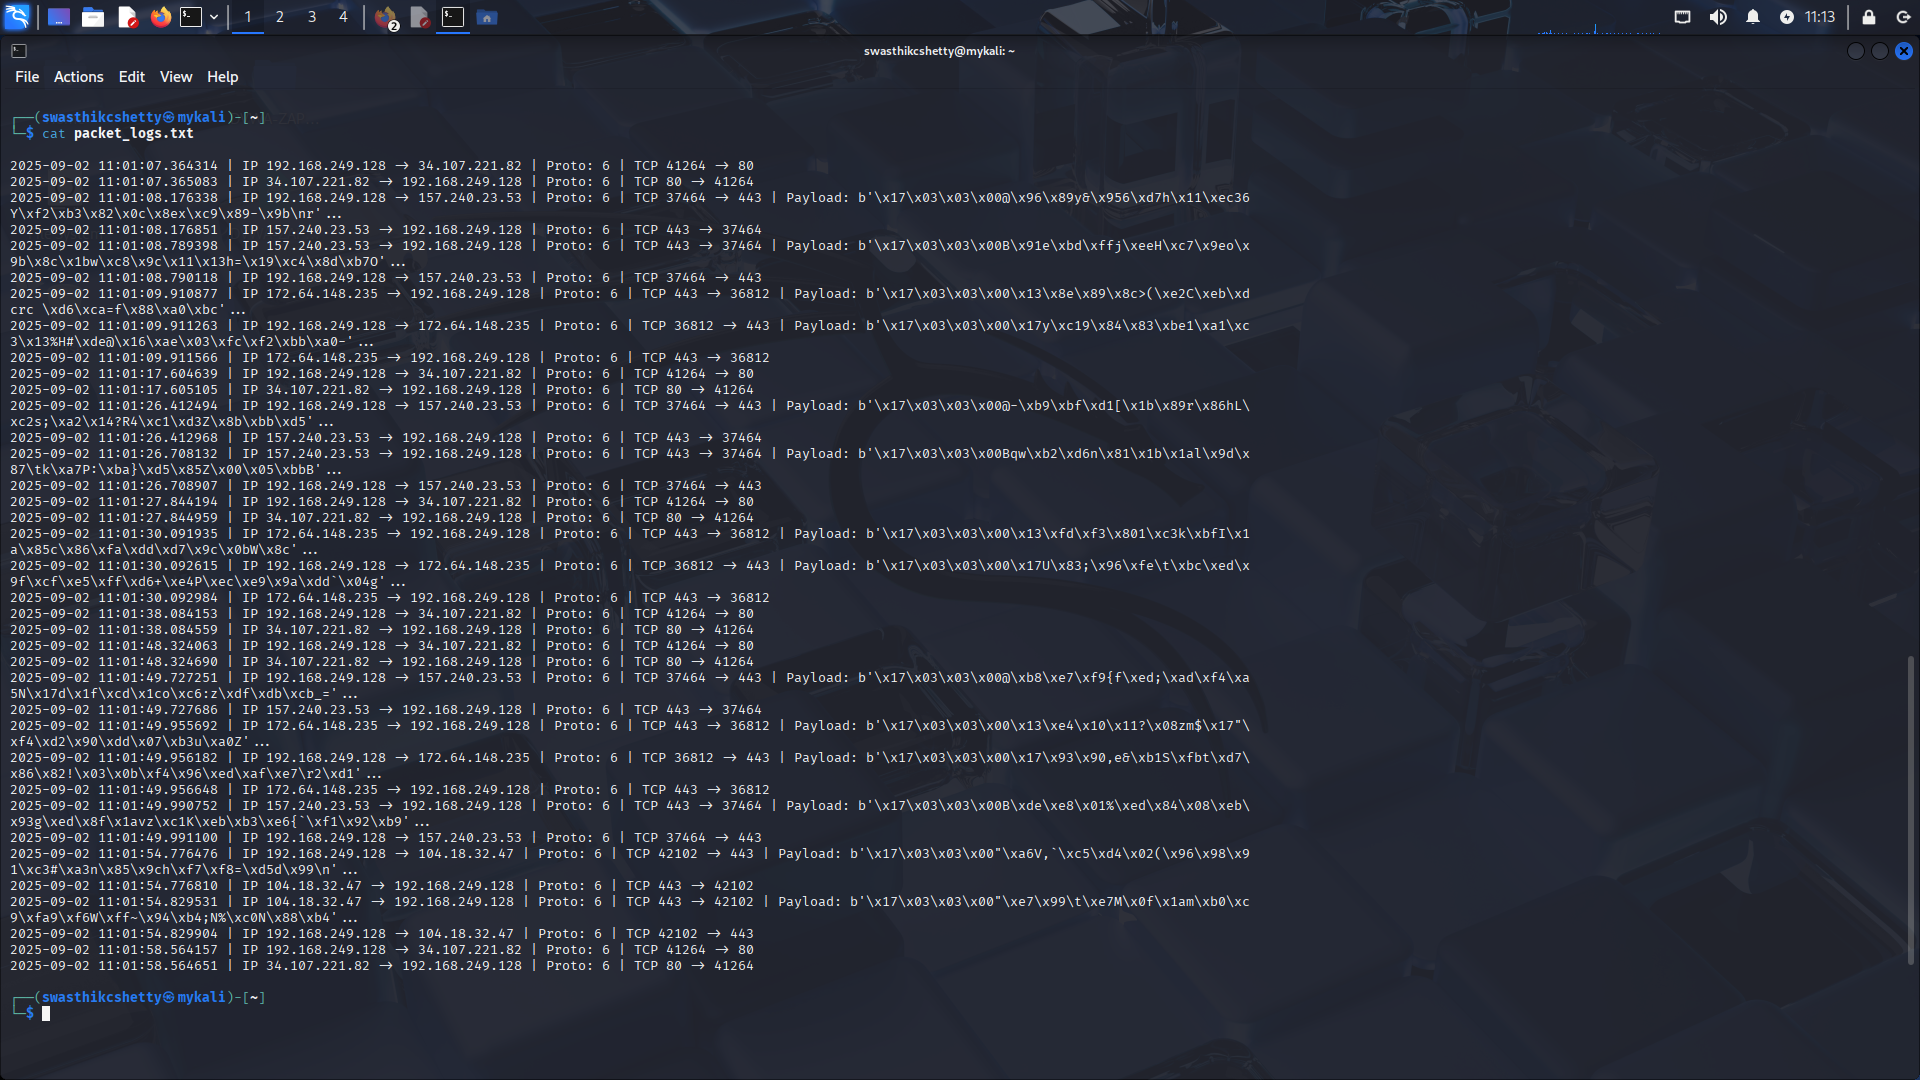 1 2 3 4
2
11:13
swasthikcshetty@mykali: ~
File Actions Edit View Help
┌──(swasthikcshetty㉿mykali)-[~]
└─$ cat packet_logs.txt
2025-09-02 11:01:07.364314 | IP 192.168.249.128 → 34.107.221.82 | Proto: 6 | TCP 41264 → 80
2025-09-02 11:01:07.365083 | IP 34.107.221.82 → 192.168.249.128 | Proto: 6 | TCP 80 → 41264
2025-09-02 11:01:08.176338 | IP 192.168.249.128 → 157.240.23.53 | Proto: 6 | TCP 37464 → 443 | Payload: b'\x17\x03\x03\x00@\x96\x89y&\x956\xd7h\x11\xec36
Y\xf2\xb3\x82\x0c\x8ex\xc9\x89-\x9b\nr'...
2025-09-02 11:01:08.176851 | IP 157.240.23.53 → 192.168.249.128 | Proto: 6 | TCP 443 → 37464
2025-09-02 11:01:08.789398 | IP 157.240.23.53 → 192.168.249.128 | Proto: 6 | TCP 443 → 37464 | Payload: b'\x17\x03\x03\x00B\x91e\xbd\xffj\xeeH\xc7\x9eo\x
9b\x8c\x1bw\xc8\x9c\x11\x13h=\x19\xc4\x8d\xb7O'...
2025-09-02 11:01:08.790118 | IP 192.168.249.128 → 157.240.23.53 | Proto: 6 | TCP 37464 → 443
2025-09-02 11:01:09.910877 | IP 172.64.148.235 → 192.168.249.128 | Proto: 6 | TCP 443 → 36812 | Payload: b'\x17\x03\x03\x00\x13\x8e\x89\x8c>(\xe2C\xeb\xd
crc \xd6\xca=f\x88\xa0\xbc'...
2025-09-02 11:01:09.911263 | IP 192.168.249.128 → 172.64.148.235 | Proto: 6 | TCP 36812 → 443 | Payload: b'\x17\x03\x03\x00\x17y\xc19\x84\x83\xbe1\xa1\xc
3\x13%H#\xde@\x16\xae\x03\xfc\xf2\xbb\xa0-'...
2025-09-02 11:01:09.911566 | IP 172.64.148.235 → 192.168.249.128 | Proto: 6 | TCP 443 → 36812
2025-09-02 11:01:17.604639 | IP 192.168.249.128 → 34.107.221.82 | Proto: 6 | TCP 41264 → 80
2025-09-02 11:01:17.605105 | IP 34.107.221.82 → 192.168.249.128 | Proto: 6 | TCP 80 → 41264
2025-09-02 11:01:26.412494 | IP 192.168.249.128 → 157.240.23.53 | Proto: 6 | TCP 37464 → 443 | Payload: b'\x17\x03\x03\x00@-\xb9\xbf\xd1[\x1b\x89r\x86hL\
xc2s;\xa2\x14?R4\xc1\xd3Z\x8b\xbb\xd5'...
2025-09-02 11:01:26.412968 | IP 157.240.23.53 → 192.168.249.128 | Proto: 6 | TCP 443 → 37464
2025-09-02 11:01:26.708132 | IP 157.240.23.53 → 192.168.249.128 | Proto: 6 | TCP 443 → 37464 | Payload: b'\x17\x03\x03\x00Bqw\xb2\xd6n\x81\x1b\x1al\x9d\x
87\tk\xa7P:\xba}\xd5\x85Z\x00\x05\xbbB'...
2025-09-02 11:01:26.708907 | IP 192.168.249.128 → 157.240.23.53 | Proto: 6 | TCP 37464 → 443
2025-09-02 11:01:27.844194 | IP 192.168.249.128 → 34.107.221.82 | Proto: 6 | TCP 41264 → 80
2025-09-02 11:01:27.844959 | IP 34.107.221.82 → 192.168.249.128 | Proto: 6 | TCP 80 → 41264
2025-09-02 11:01:30.091935 | IP 172.64.148.235 → 192.168.249.128 | Proto: 6 | TCP 443 → 36812 | Payload: b'\x17\x03\x03\x00\x13\xfd\xf3\x801\xc3k\xbfI\x1
a\x85c\x86\xfa\xdd\xd7\x9c\x0bW\x8c'...
2025-09-02 11:01:30.092615 | IP 192.168.249.128 → 172.64.148.235 | Proto: 6 | TCP 36812 → 443 | Payload: b'\x17\x03\x03\x00\x17U\x83;\x96\xfe\t\xbc\xed\x
9f\xcf\xe5\xff\xd6+\xe4P\xec\xe9\x9a\xdd`\x04g'...
2025-09-02 11:01:30.092984 | IP 172.64.148.235 → 192.168.249.128 | Proto: 6 | TCP 443 → 36812
2025-09-02 11:01:38.084153 | IP 192.168.249.128 → 34.107.221.82 | Proto: 6 | TCP 41264 → 80
2025-09-02 11:01:38.084559 | IP 34.107.221.82 → 192.168.249.128 | Proto: 6 | TCP 80 → 41264
2025-09-02 11:01:48.324063 | IP 192.168.249.128 → 34.107.221.82 | Proto: 6 | TCP 41264 → 80
2025-09-02 11:01:48.324690 | IP 34.107.221.82 → 192.168.249.128 | Proto: 6 | TCP 80 → 41264
2025-09-02 11:01:49.727251 | IP 192.168.249.128 → 157.240.23.53 | Proto: 6 | TCP 37464 → 443 | Payload: b'\x17\x03\x03\x00@\xb8\xe7\xf9{f\xed;\xad\xf4\xa
5N\x17d\x1f\xcd\x1co\xc6:z\xdf\xdb\xcb_='...
2025-09-02 11:01:49.727686 | IP 157.240.23.53 → 192.168.249.128 | Proto: 6 | TCP 443 → 37464
2025-09-02 11:01:49.955692 | IP 172.64.148.235 → 192.168.249.128 | Proto: 6 | TCP 443 → 36812 | Payload: b'\x17\x03\x03\x00\x13\xe4\x10\x11?\x08zm$\x17"\
xf4\xd2\x90\xdd\x07\xb3u\xa0Z'...
2025-09-02 11:01:49.956182 | IP 192.168.249.128 → 172.64.148.235 | Proto: 6 | TCP 36812 → 443 | Payload: b'\x17\x03\x03\x00\x17\x93\x90,e&\xb1S\xfbt\xd7\
x86\x82!\x03\x0b\xf4\x96\xed\xaf\xe7\r2\xd1'...
2025-09-02 11:01:49.956648 | IP 172.64.148.235 → 192.168.249.128 | Proto: 6 | TCP 443 → 36812
2025-09-02 11:01:49.990752 | IP 157.240.23.53 → 192.168.249.128 | Proto: 6 | TCP 443 → 37464 | Payload: b'\x17\x03\x03\x00B\xde\xe8\x01%\xed\x84\x08\xeb\
x93g\xed\x8f\x1avz\xc1K\xeb\xb3\xe6{`\xf1\x92\xb9'...
2025-09-02 11:01:49.991100 | IP 192.168.249.128 → 157.240.23.53 | Proto: 6 | TCP 37464 → 443
2025-09-02 11:01:54.776476 | IP 192.168.249.128 → 104.18.32.47 | Proto: 6 | TCP 42102 → 443 | Payload: b'\x17\x03\x03\x00"\xa6V,`\xc5\xd4\x02(\x96\x98\x9
1\xc3#\xa3n\x85\x9ch\xf7\xf8=\xd5d\x99\n'...
2025-09-02 11:01:54.776810 | IP 104.18.32.47 → 192.168.249.128 | Proto: 6 | TCP 443 → 42102
2025-09-02 11:01:54.829531 | IP 104.18.32.47 → 192.168.249.128 | Proto: 6 | TCP 443 → 42102 | Payload: b'\x17\x03\x03\x00"\xe7\x99\t\xe7M\x0f\x1am\xb0\xc
9\xfa9\xf6W\xff~\x94\xb4;N%\xc0N\x88\xb4'...
2025-09-02 11:01:54.829904 | IP 192.168.249.128 → 104.18.32.47 | Proto: 6 | TCP 42102 → 443
2025-09-02 11:01:58.564157 | IP 192.168.249.128 → 34.107.221.82 | Proto: 6 | TCP 41264 → 80
2025-09-02 11:01:58.564651 | IP 34.107.221.82 → 192.168.249.128 | Proto: 6 | TCP 80 → 41264
┌──(swasthikcshetty㉿mykali)-[~]
└─$